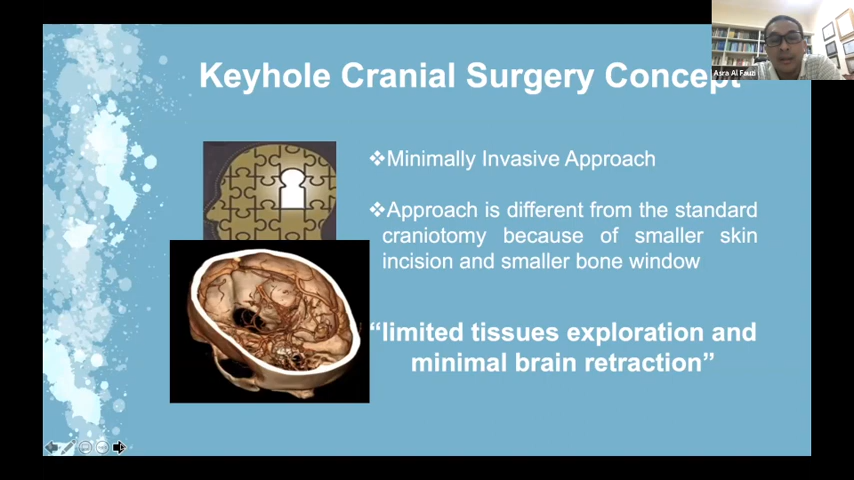 Keyhole Cranial Surgery Concept
Asra Al Fauzi
❖Minimally Invasive Approach
❖Approach is different from the standard
craniotomy because of smaller skin
incision and smaller bone window
“limited tissues exploration and
minimal brain retraction”